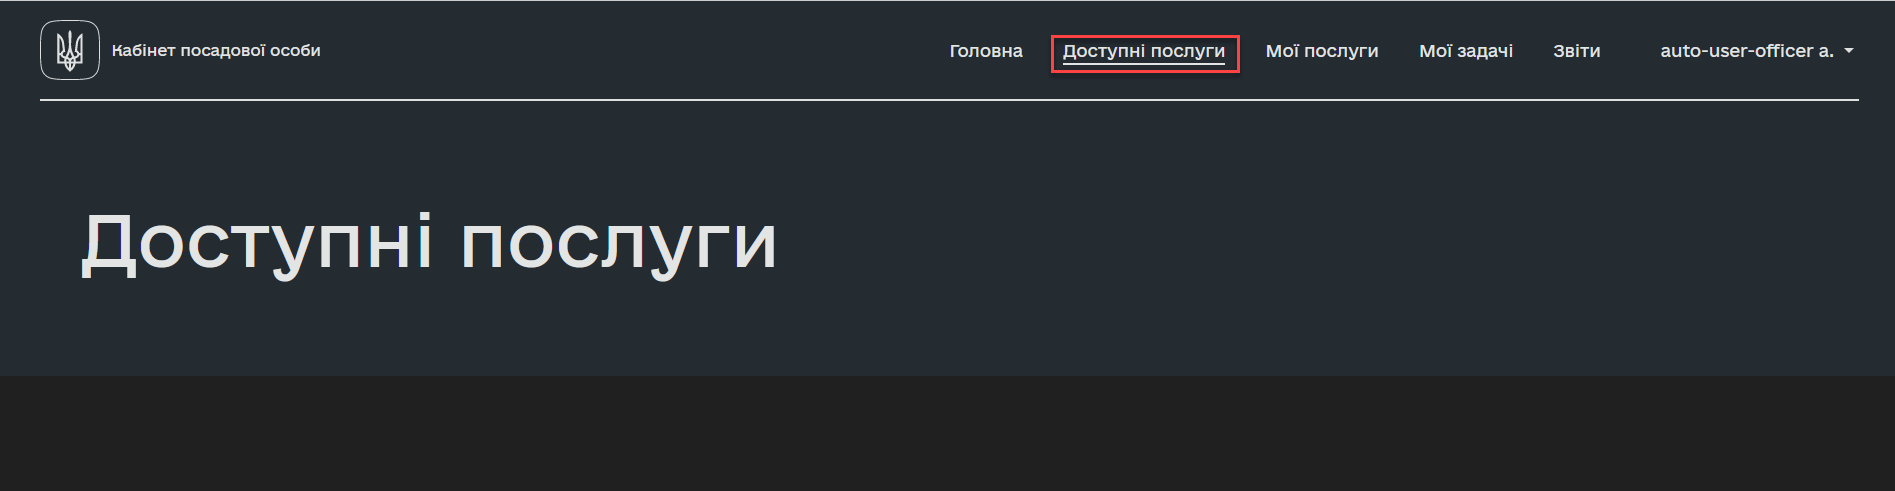 Кабінет посадової особи
Головна Доступні послуги Мої послуги Мої задачі Звіти auto-user-officer a.
Доступні послуги